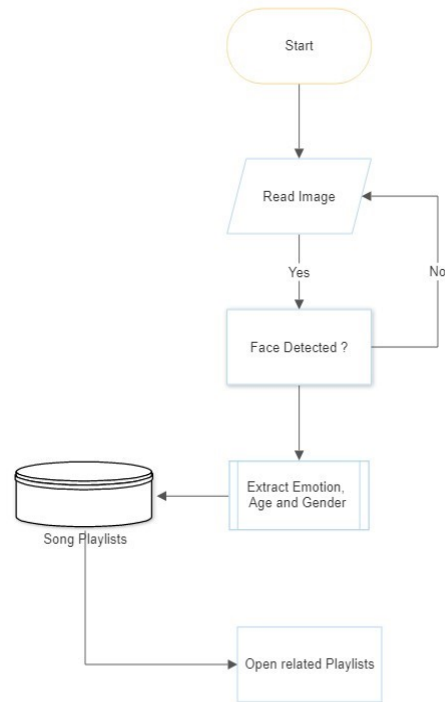 Start
Read Image
Yes
No
Face Detected ?
Extract Emotion,
Age and Gender
Song Playlists
Open related Playlists